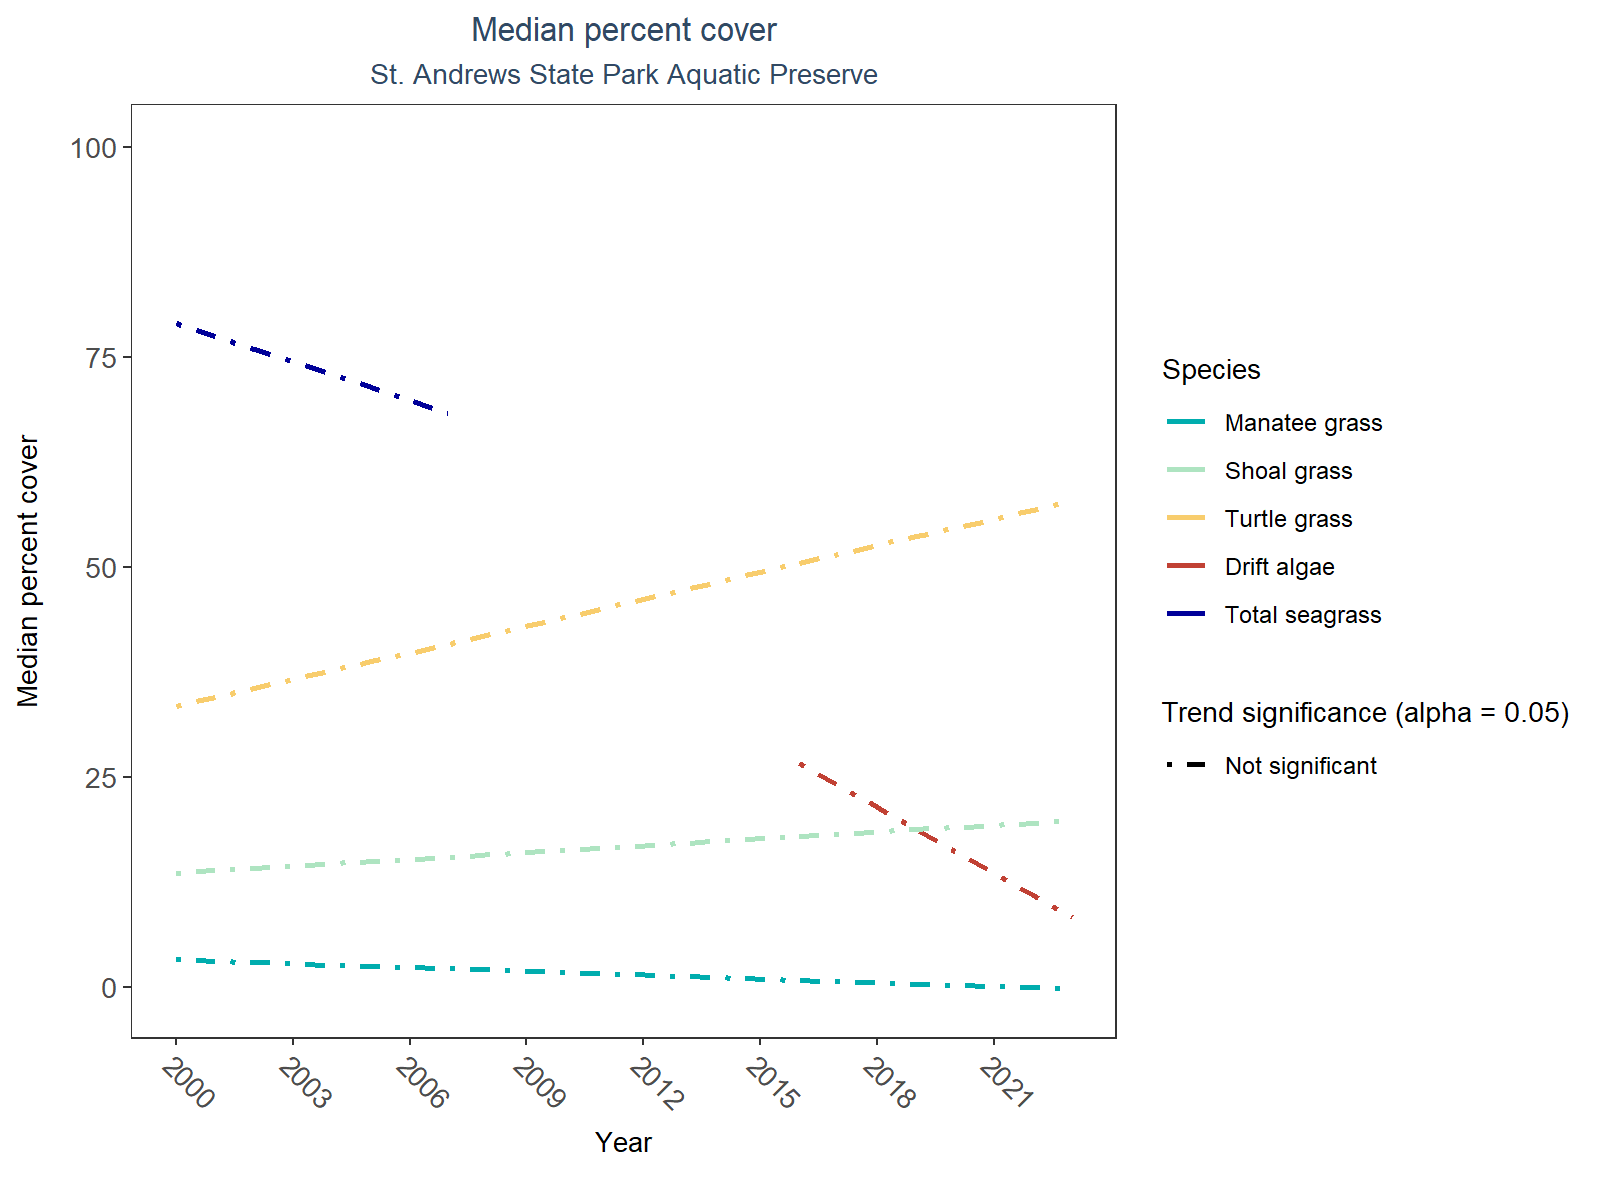 Median percent cover
St. Andrews State Park Aquatic Preserve
Median percent cover
100
75
50
25
0
2000
2003
2006
2009
2012
2015
2018
2021
Year
Species
Manatee grass
Shoal grass
Turtle grass
Drift algae
Total seagrass
Trend significance (alpha = 0.05)
Not significant